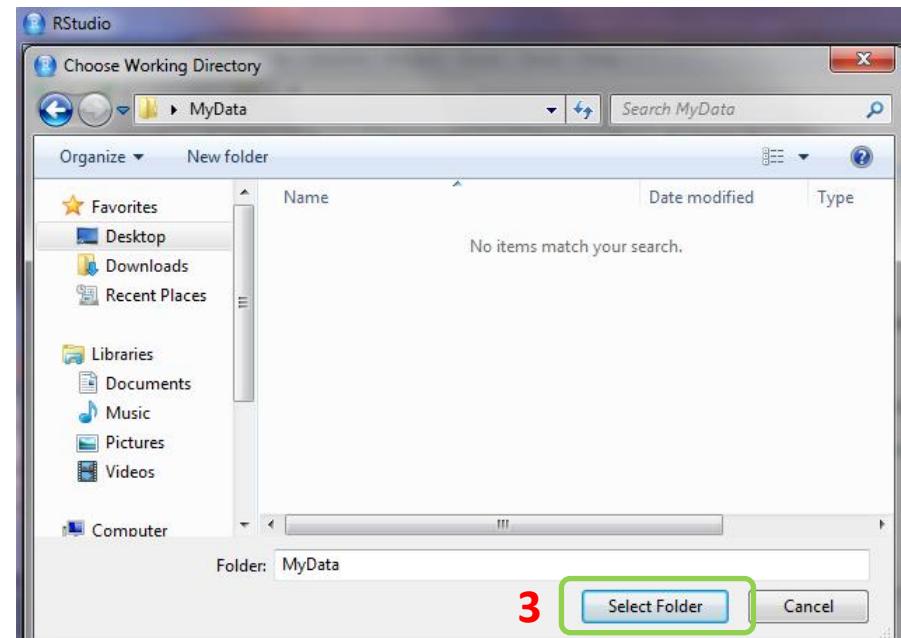 RStudio
Choose Working Directory
MyData
Search MyData
Organize
New folder
Favorites
Desktop
Downloads
Recent Places
Libraries
Documents
Music
Pictures
Videos
Computer
Name
Date modified
Type
No items match your search.
Folder: MyData
3
Select Folder
Cancel